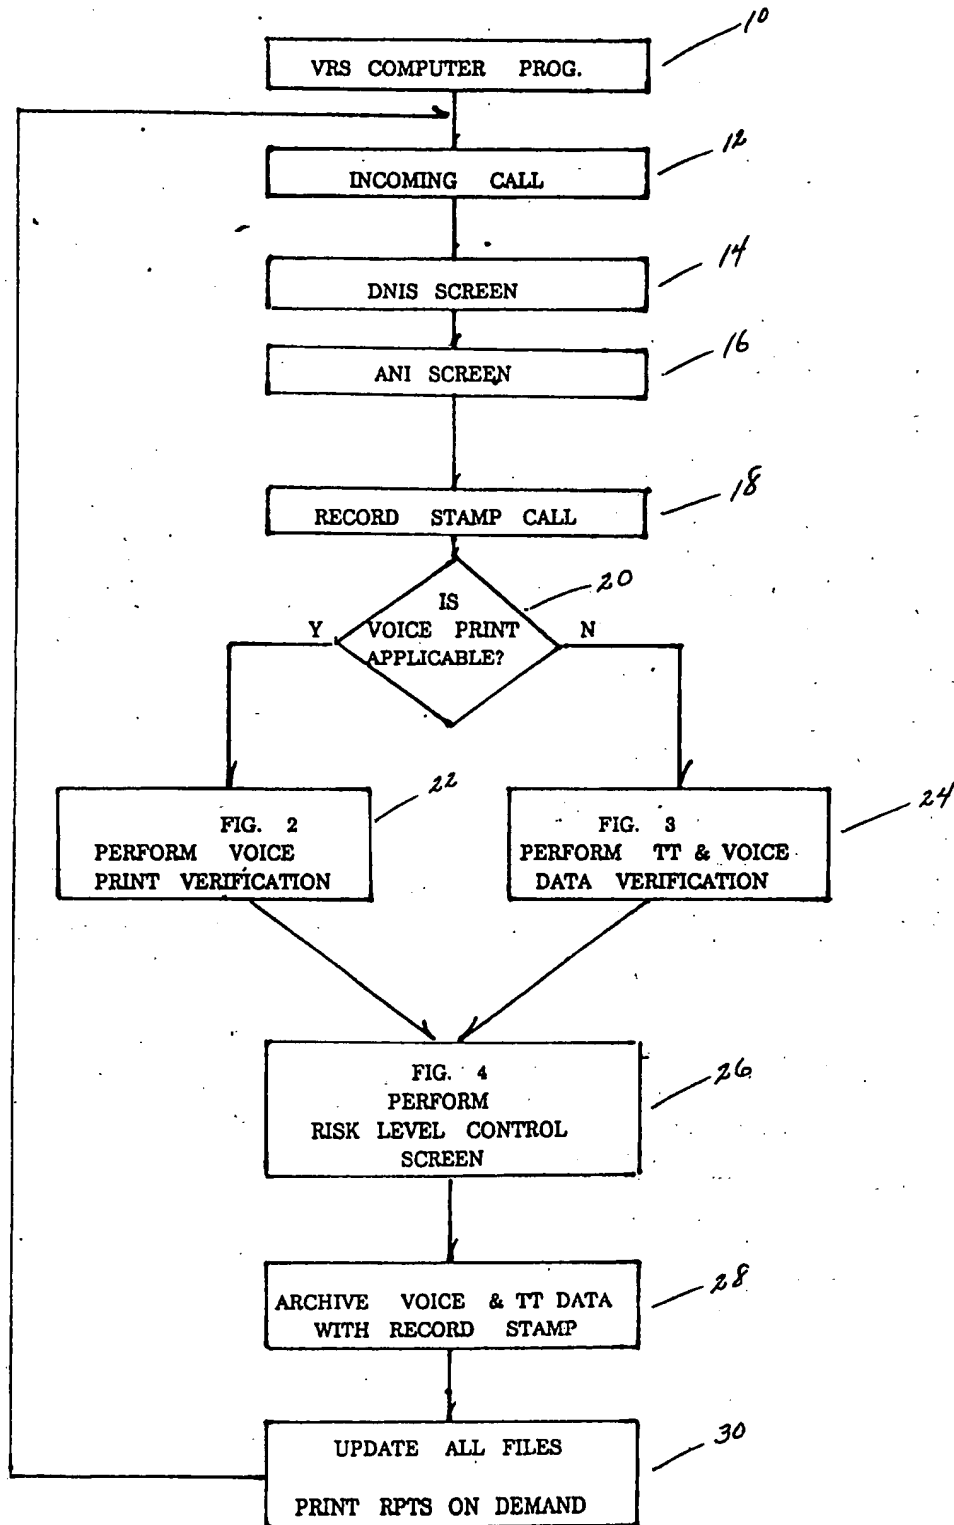 10
VRS COMPUTER PROG.
12
INCOMING CALL
14
DNIS SCREEN
16
ANI SCREEN
18
RECORD STAMP CALL
20
IS
Y VOICE PRINT N
APPLICABLE?
22
24
FIG. 2
PERFORM VOICE
PRINT VERIFICATION
FIG. 3
PERFORM TT & VOICE
DATA VERIFICATION
26
FIG. 4
PERFORM
RISK LEVEL CONTROL
SCREEN
28
ARCHIVE VOICE & TT DATA
WITH RECORD STAMP
30
UPDATE ALL FILES
PRINT RPTS ON DEMAND